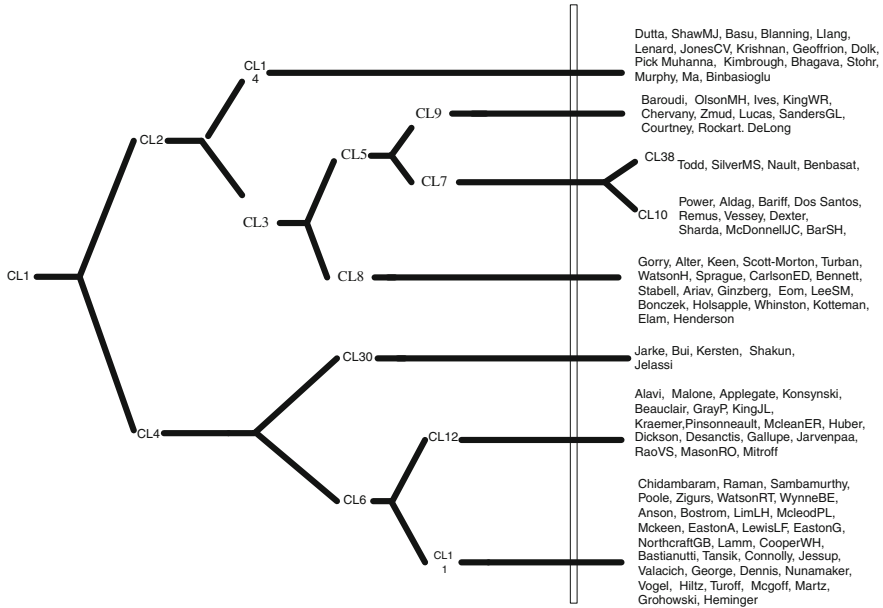 Dutta, ShawMJ, Basu, Blanning, LIang,
Lenard, JonesCV, Krishnan, Geoffrion, Dolk,
Pick Muhanna, Kimbrough, Bhagava, Stohr,
Murphy, Ma, Binbasioglu
CL1
4
CL9
Baroudi, OlsonMH, Ives, KingWR,
Chervany, Zmud, Lucas, SandersGL,
Courtney, Rockart. DeLong
CL2
CL5
CL38
Todd, SilverMS, Nault, Benbasat,
CL7
CL10
Power, Aldag, Bariff, Dos Santos,
Remus, Vessey, Dexter,
Sharda, McDonnellJC, BarSH,
CL3
CL1
CL8
Gorry, Alter, Keen, Scott-Morton, Turban,
WatsonH, Sprague, CarlsonED, Bennett,
Stabell, Ariav, Ginzberg, Eom, LeeSM,
Bonczek, Holsapple, Whinston, Kotteman,
Elam, Henderson
CL30
Jarke, Bui, Kersten, Shakun,
Jelassi
CL4
CL12
Alavi, Malone, Applegate, Konsynski,
Beauclair, GrayP, KingJL,
Kraemer,Pinsonneault, McleanER, Huber,
Dickson, Desanctis, Gallupe, Jarvenpaa,
RaoVS, MasonRO, Mitroff
CL6
CL1
1
Chidambaram, Raman, Sambamurthy,
Poole, Zigurs, WatsonRT, WynneBE,
Anson, Bostrom, LimLH, McleodPL,
Mckeen, EastonA, LewisLF, EastonG,
NorthcraftGB, Lamm, CooperWH,
Bastianutti, Tansik, Connolly, Jessup,
Valacich, George, Dennis, Nunamaker,
Vogel, Hiltz, Turoff, Mcgoff, Martz,
Grohowski, Heminger